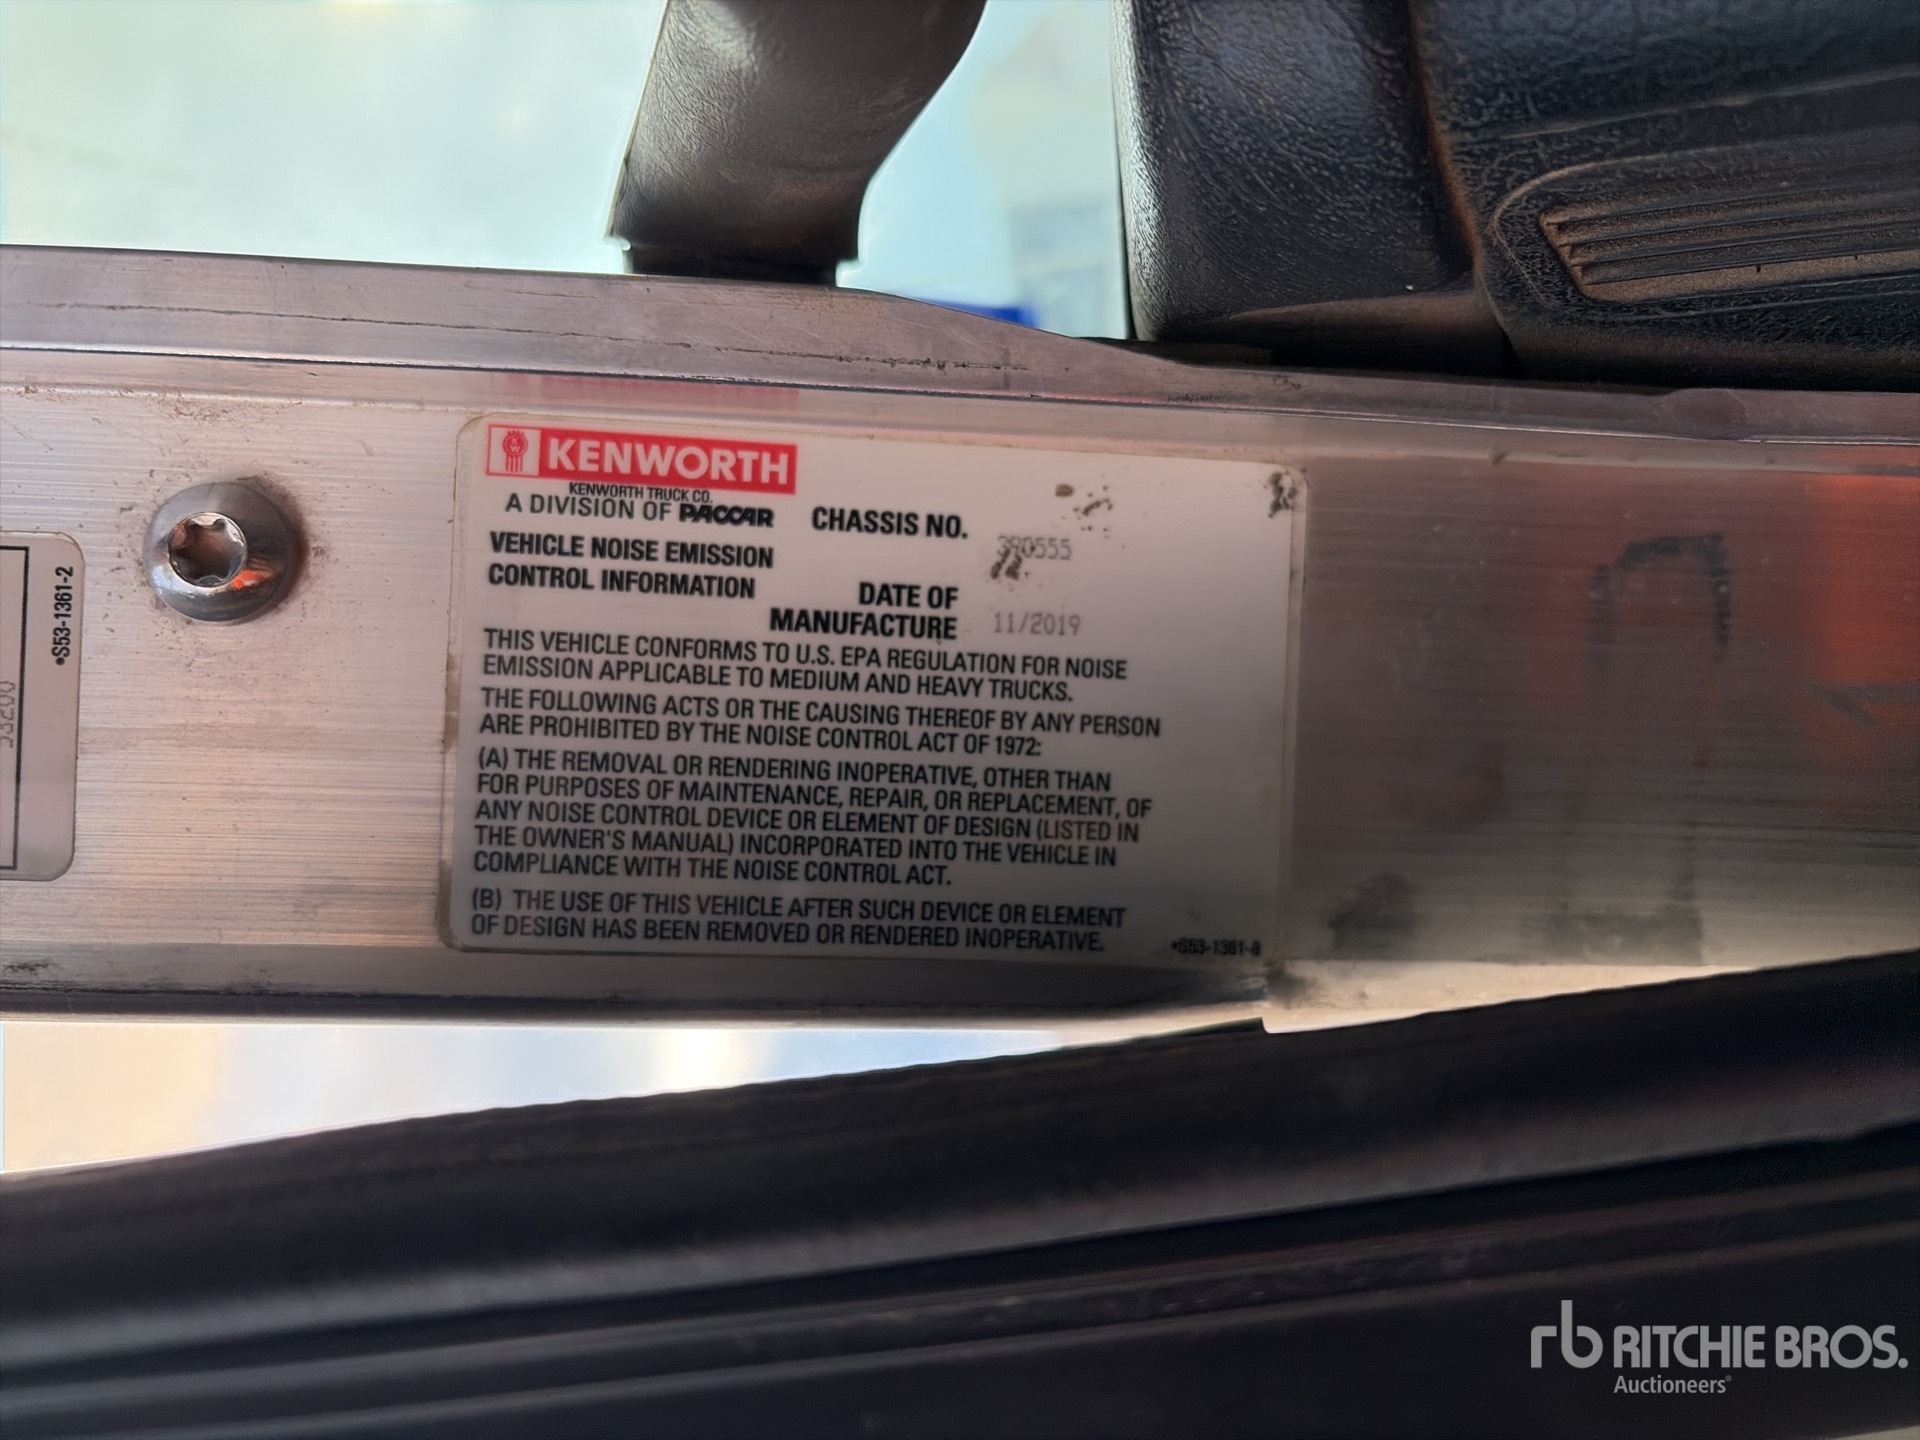 KENWORTH
KENWORTH TRUCK CO.
A DIVISION OF PACCAR
CHASSIS NO.
390555
VEHICLE NOISE EMISSION
CONTROL INFORMATION
DATE OF
MANUFACTURE
11/2019
THIS VEHICLE CONFORMS TO U.S. EPA REGULATION FOR NOISE
EMISSION APPLICABLE TO MEDIUM AND HEAVY TRUCKS.
THE FOLLOWING ACTS OR THE CAUSING THEREOF BY ANY PERSON
ARE PROHIBITED BY THE NOISE CONTROL ACT OF 1972:
(A) THE REMOVAL OR RENDERING INOPERATIVE, OTHER THAN
FOR PURPOSES OF MAINTENANCE, REPAIR, OR REPLACEMENT, OF
ANY NOISE CONTROL DEVICE OR ELEMENT OF DESIGN (LISTED IN
THE OWNER'S MANUAL) INCORPORATED INTO THE VEHICLE IN
COMPLIANCE WITH THE NOISE CONTROL ACT.
(B) THE USE OF THIS VEHICLE AFTER SUCH DEVICE OR ELEMENT
OF DESIGN HAS BEEN REMOVED OR RENDERED INOPERATIVE.
*S53-1361-8
*S53-1361-2
rb RITCHIE BROS.
Auctioneers®